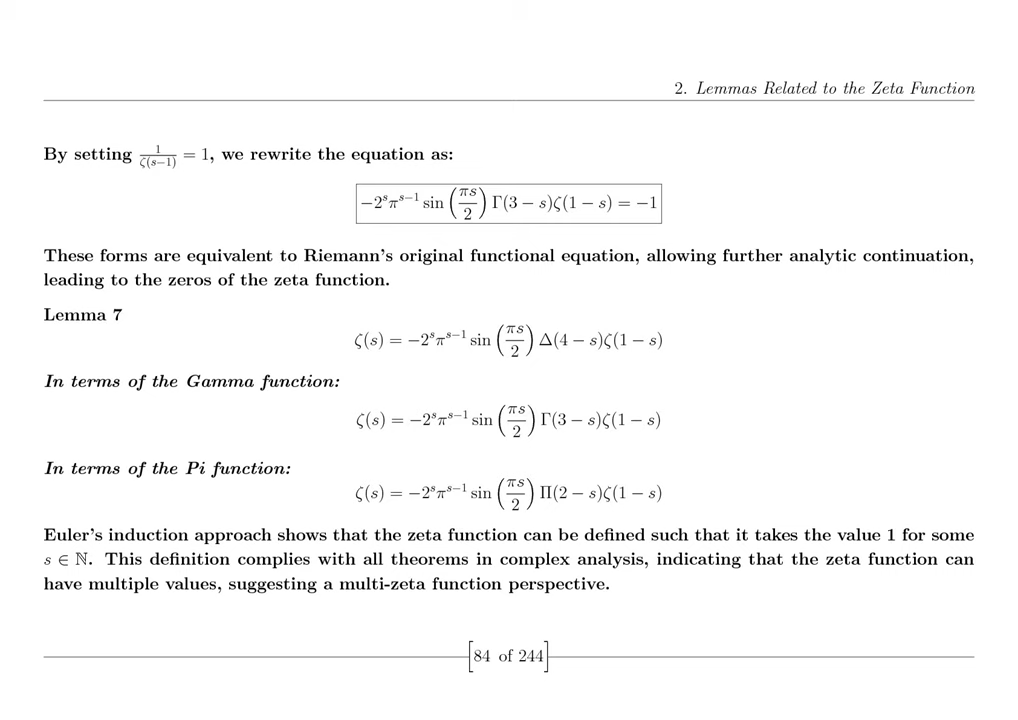 2. Lemmas Related to the Zeta Function
By setting \frac{1}{ζ(s−1)} = 1, we rewrite the equation as:
−2^s π^{s−1} sin(\frac{πs}{2}) Γ(3 − s)ζ(1 − s) = −1
These forms are equivalent to Riemann's original functional equation, allowing further analytic continuation,
leading to the zeros of the zeta function.
Lemma 7
ζ(s) = −2^s π^{s−1} sin(\frac{πs}{2}) Δ(4 − s)ζ(1 − s)
In terms of the Gamma function:
ζ(s) = −2^s π^{s−1} sin(\frac{πs}{2}) Γ(3 − s)ζ(1 − s)
In terms of the Pi function:
ζ(s) = −2^s π^{s−1} sin(\frac{πs}{2}) Π(2 − s)ζ(1 − s)
Euler's induction approach shows that the zeta function can be defined such that it takes the value 1 for some
s ∈ ℕ. This definition complies with all theorems in complex analysis, indicating that the zeta function can
have multiple values, suggesting a multi-zeta function perspective.
[84 of 244]